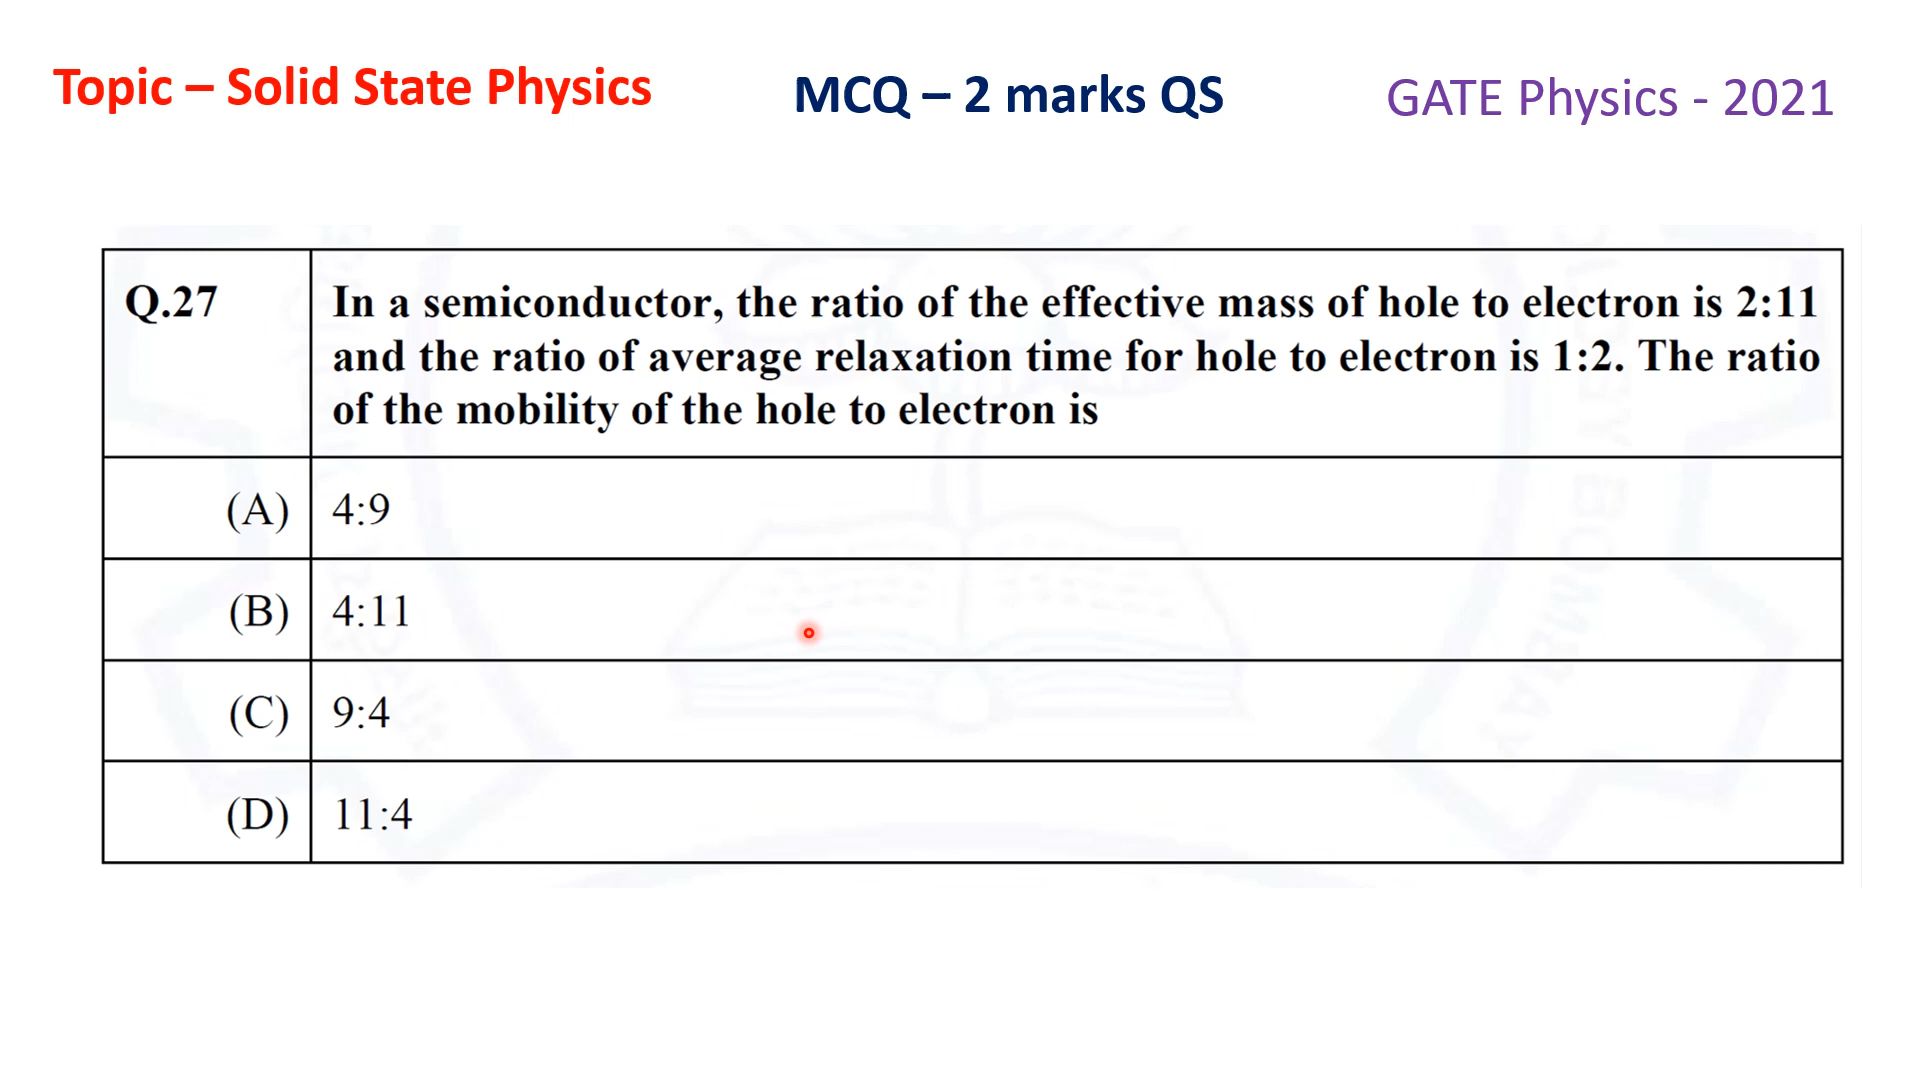 Topic – Solid State Physics
MCQ – 2 marks QS
GATE Physics - 2021
Q.27
In a semiconductor, the ratio of the effective mass of hole to electron is 2:11
and the ratio of average relaxation time for hole to electron is 1:2. The ratio
of the mobility of the hole to electron is
(A) 4:9
(B) 4:11
(C) 9:4
(D) 11:4